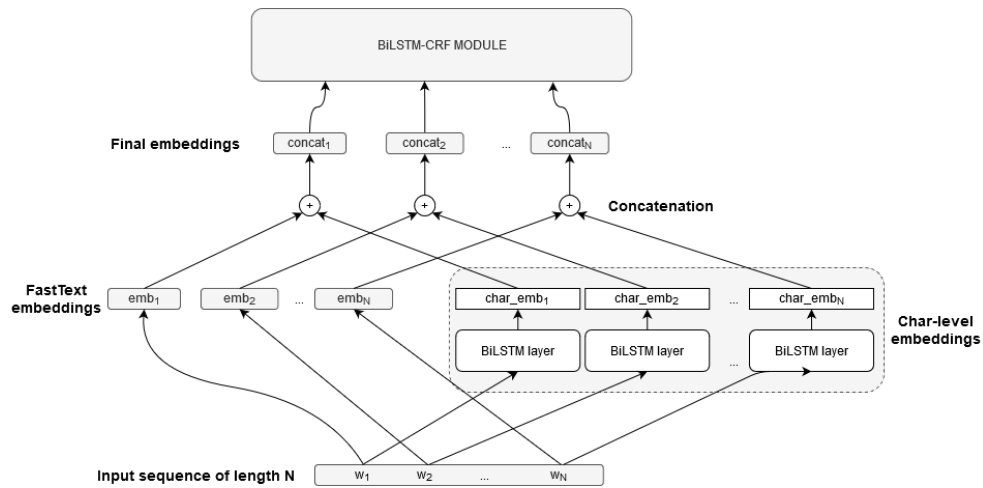 BiLSTM-CRF MODULE
Final embeddings
concat₁
concat₂
...
concatN
+
+
+
Concatenation
FastText
embeddings
emb₁
emb₂
...
embN
char_emb₁
char_emb₂
...
char_embN
BiLSTM layer
BiLSTM layer
...
BiLSTM layer
Char-level
embeddings
Input sequence of length N
w₁
w₂
...
wN